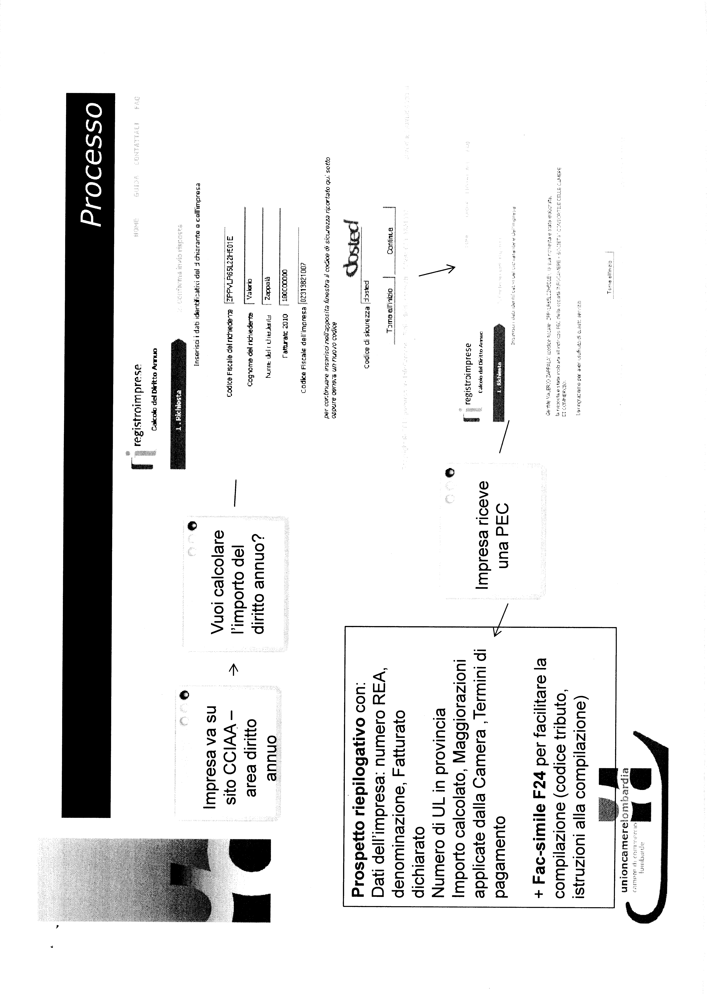 Processo
Impresa va su
sito CCIAA –
area diritto
annuo
Vuoi calcolare
l'importo del
diritto annuo?
registroimprese
Calcolo del Diritto Annuo
HOME GUIDA CONTATTACI FAQ
1. Richiesta
2. Conferma invio risposta
Inserisci i dati identificativi del dichiarante e dell'impresa
Codice Fiscale del richiedente ZPPVLR65L22H501E
Cognome del richiedente Valerio
Nome del richiedente Zappalà
Fatturato 2010 180000000
Codice Fiscale dell'impresa 02313821007
per continuare inserisci nell'apposita finestra il codice di sicurezza riportato qui sotto
oppure genera un nuovo codice
dosted
Codice di sicurezza dosted
Torna all'inizio Continua
registroimprese
Calcolo del Diritto Annuo
1. Richiesta
Inserisci i dati identificativi del dichiarante e dell'impresa
Gentile VALERIO ZAPPALA' (codice fiscale: ZPPVLR65L22H501E), la sua richiesta è stata elaborata.
la risposta è stata inoltrata all'indirizzo PEC della società INFOCAMERE - SOCIETA' CONSORTILE DELLE CAMERE
DI COMMERCIO.
La ringraziamo per aver usufruito di questo servizio
Torna all'inizio
Impresa riceve
una PEC
Prospetto riepilogativo con:
Dati dell'impresa: numero REA,
denominazione, Fatturato
dichiarato
Numero di UL in provincia
Importo calcolato, Maggiorazioni
applicate dalla Camera ,Termini di
pagamento
+ Fac-simile F24 per facilitare la
compilazione (codice tributo,
istruzioni alla compilazione)
unioncamerelombardia
camere di commercio
lombarde